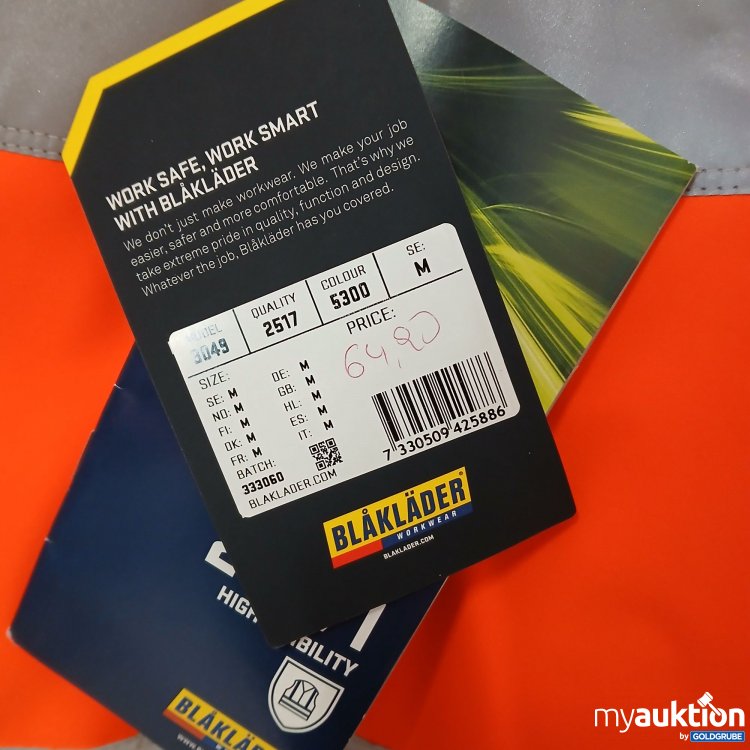 WORK SAFE, WORK SMART
WITH BLÅKLÄDER
We don't just make workwear. We make your job
easier, safer and more comfortable. That's why we
take extreme pride in quality, function and design.
Whatever the job, Blåkläder has you covered.
MODEL
3049
QUALITY
2517
COLOUR
5300
SE:
M
PRICE:
64,90
SIZE:
SE: M
NO: M
FI: M
DK: M
FR: M
DE: M
GB: M
NL: M
ES: M
IT: M
BATCH:
333060
BLAKLADER.COM
7 330509 425886
BLÅKLÄDER®
WORKWEAR
BLAKLADER.COM
HIGH
BILITY
BLÅKLÄDER
myauktion
by GOLDGRUBE